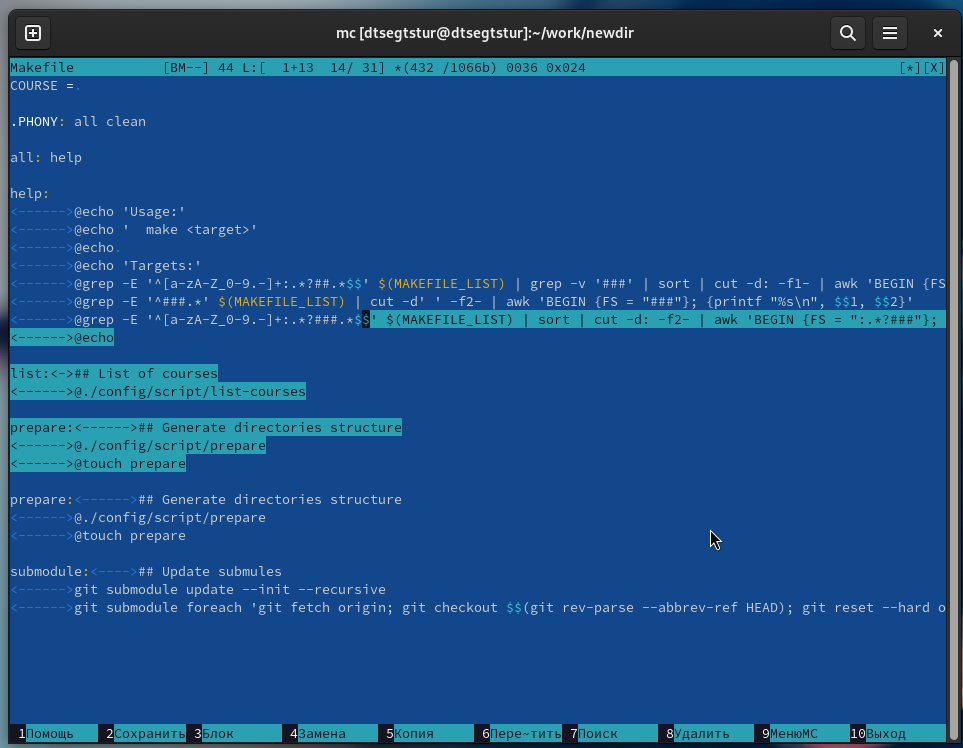 mc [dtsegtstur@dtsegtstur]:~/work/newdir
Makefile [BM--] 44 L:[ 1+13 14/ 31] *(432 /1066b) 0036 0x024 [*][X]
COURSE =.
.PHONY: all clean
all: help
help:
<------>@echo 'Usage:'
<------>@echo '  make <target>'
<------>@echo.
<------>@echo 'Targets:'
<------>@grep -E '^[a-zA-Z_0-9.-]+:.*?##.*$$' $(MAKEFILE_LIST) | grep -v '###' | sort | cut -d: -f1- | awk 'BEGIN {FS
<------>@grep -E '^###.*' $(MAKEFILE_LIST) | cut -d' ' -f2- | awk 'BEGIN {FS = "###"}; {printf "%s\n", $$1, $$2}'
<------>@grep -E '^[a-zA-Z_0-9.-]+:.*?###.*$$' $(MAKEFILE_LIST) | sort | cut -d: -f2- | awk 'BEGIN {FS = ":.*?###"};
<------>@echo
list:<->## List of courses
<------>@./config/script/list-courses
prepare:<------>## Generate directories structure
<------>@./config/script/prepare
<------>@touch prepare
prepare:<------>## Generate directories structure
<------>@./config/script/prepare
<------>@touch prepare
submodule:<---->## Update submules
<------>git submodule update --init --recursive
<------>git submodule foreach 'git fetch origin; git checkout $$(git rev-parse --abbrev-ref HEAD); git reset --hard o
1Помощь 2Сохранить 3Блок 4Замена 5Копия 6Пере~тить 7Поиск 8Удалить 9МенюMC 10Выход